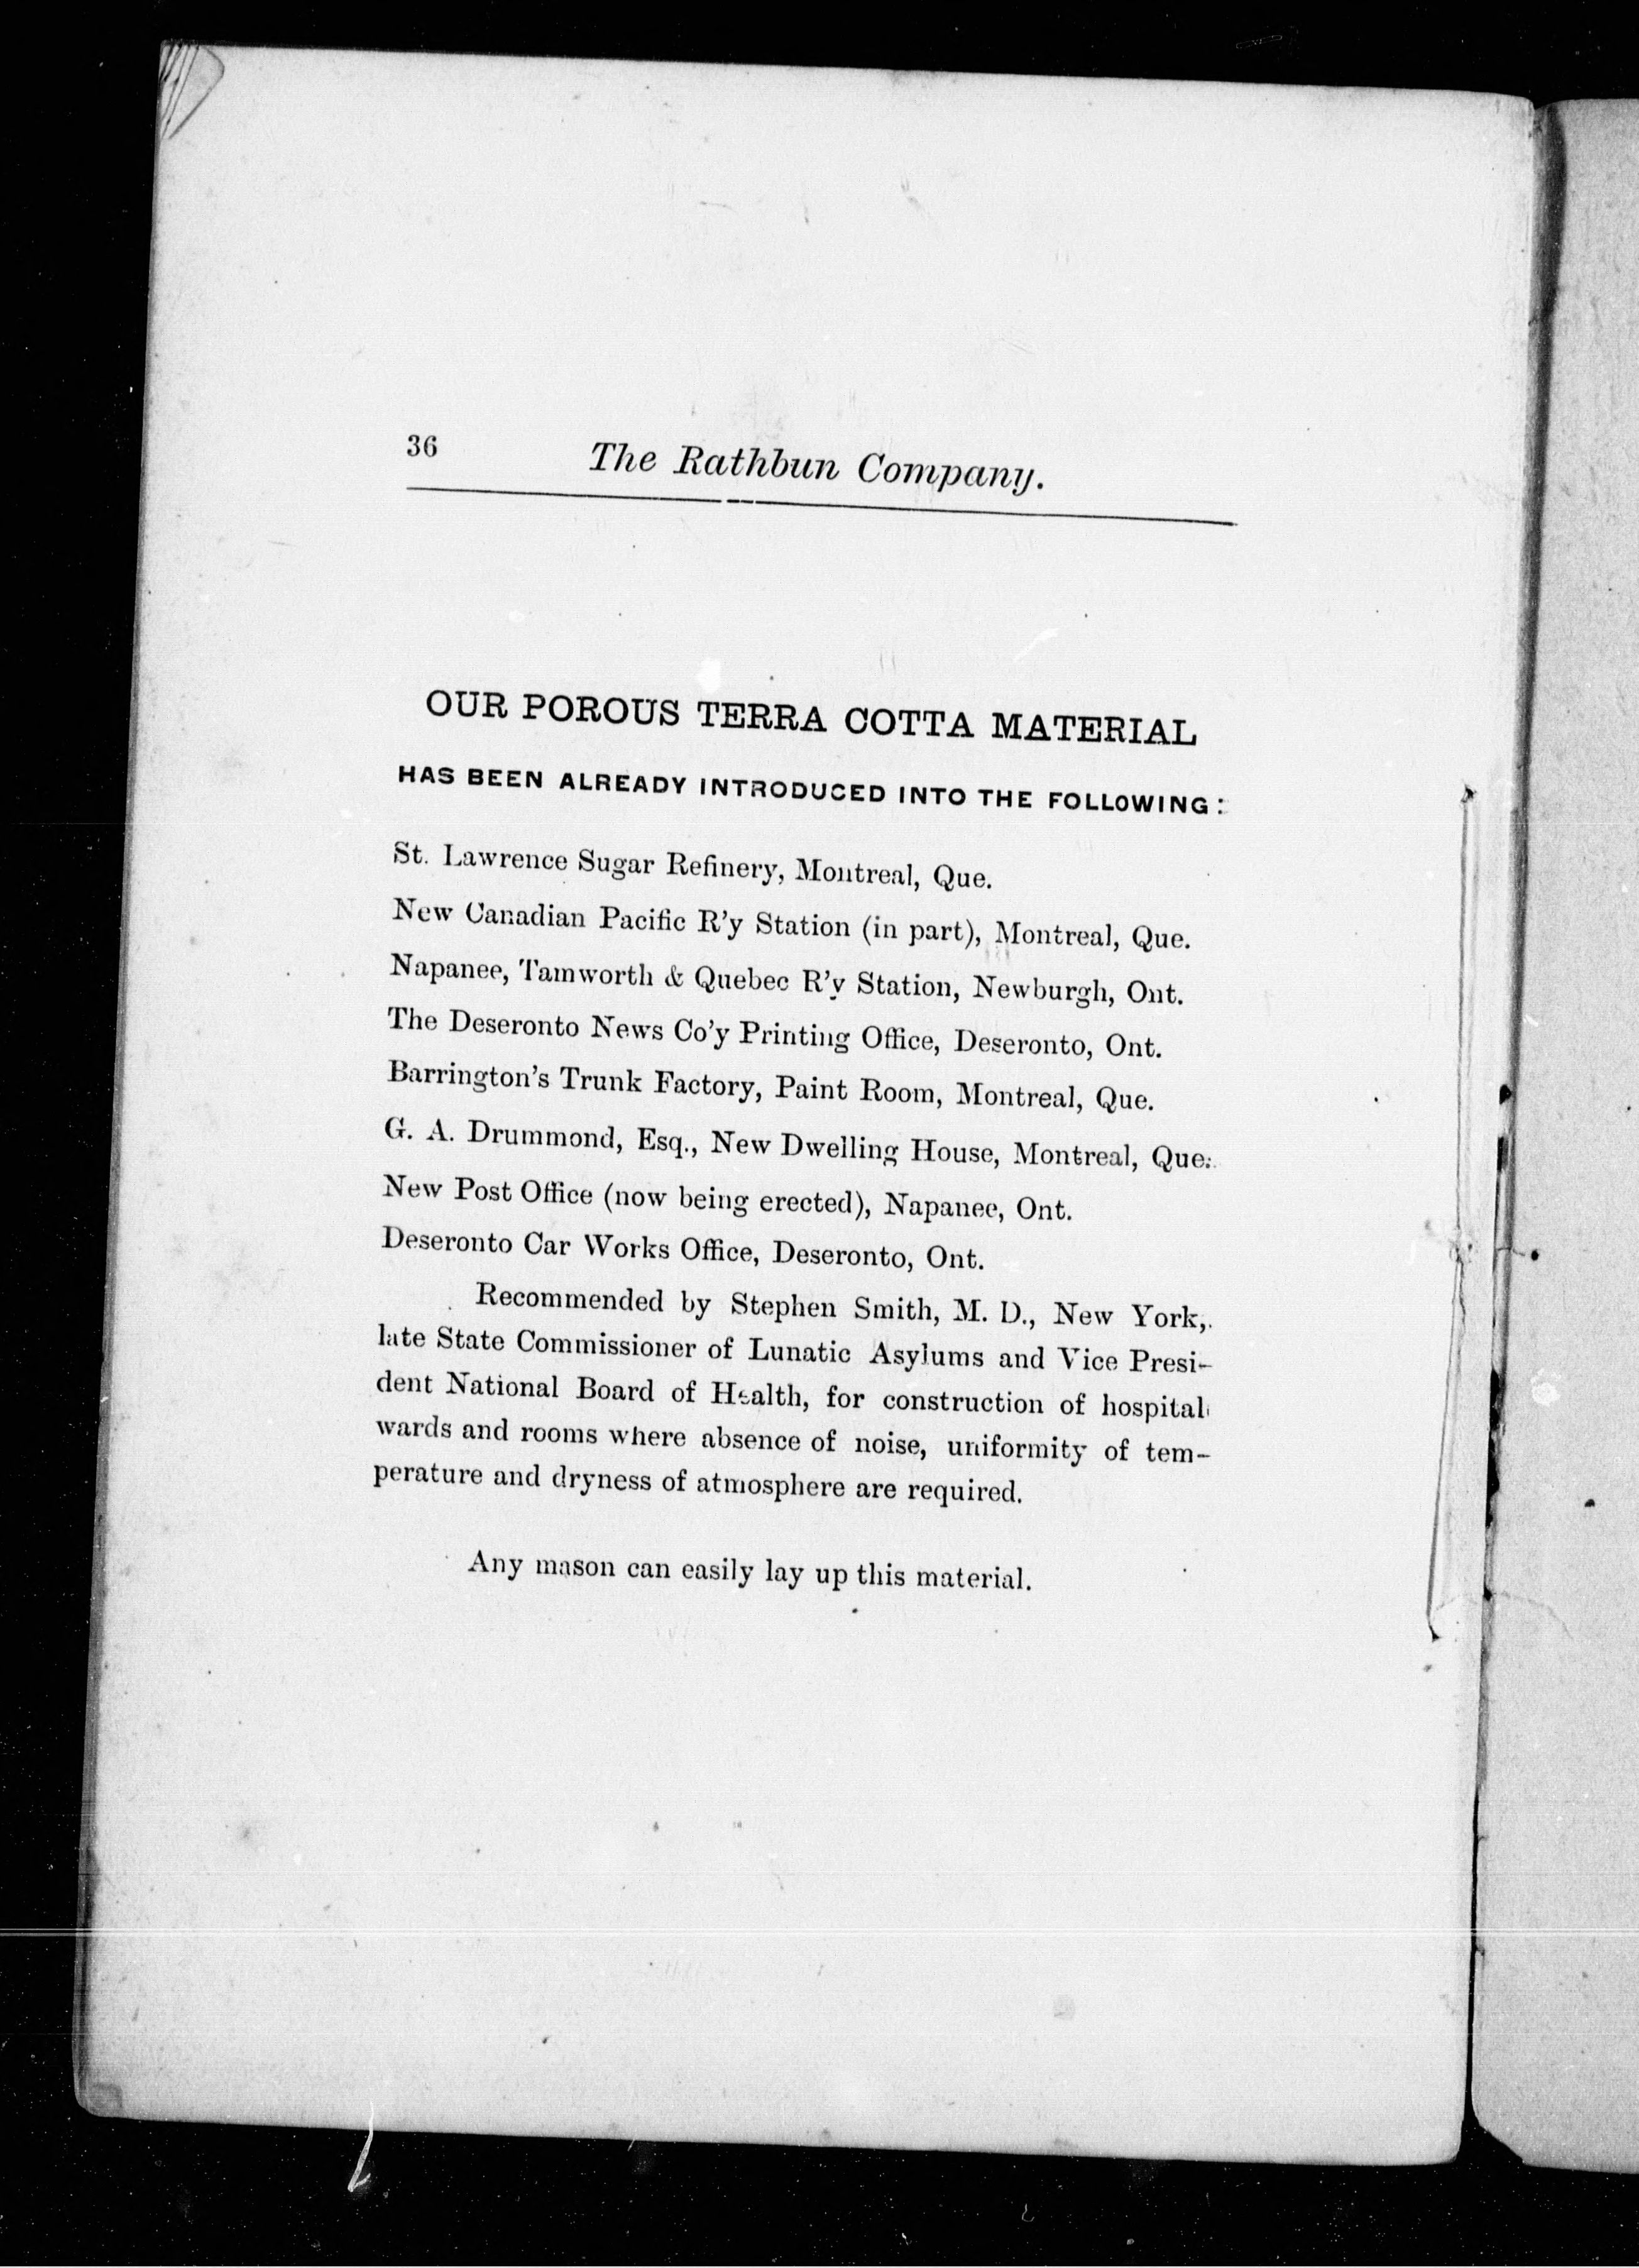 36
The Rathbun Company.
OUR POROUS TERRA COTTA MATERIAL
HAS BEEN ALREADY INTRODUCED INTO THE FOLLOWING:
St. Lawrence Sugar Refinery, Montreal, Que.
New Canadian Pacific R'y Station (in part), Montreal, Que.
Napanee, Tamworth & Quebec R'y Station, Newburgh, Ont.
The Deseronto News Co'y Printing Office, Deseronto, Ont.
Barrington's Trunk Factory, Paint Room, Montreal, Que.
G. A. Drummond, Esq., New Dwelling House, Montreal, Que.
New Post Office (now being erected), Napanee, Ont.
Deseronto Car Works Office, Deseronto, Ont.
Recommended by Stephen Smith, M. D., New York,
late State Commissioner of Lunatic Asylums and Vice Presi-
dent National Board of Health, for construction of hospital
wards and rooms where absence of noise, uniformity of tem-
perature and dryness of atmosphere are required.
Any mason can easily lay up this material.